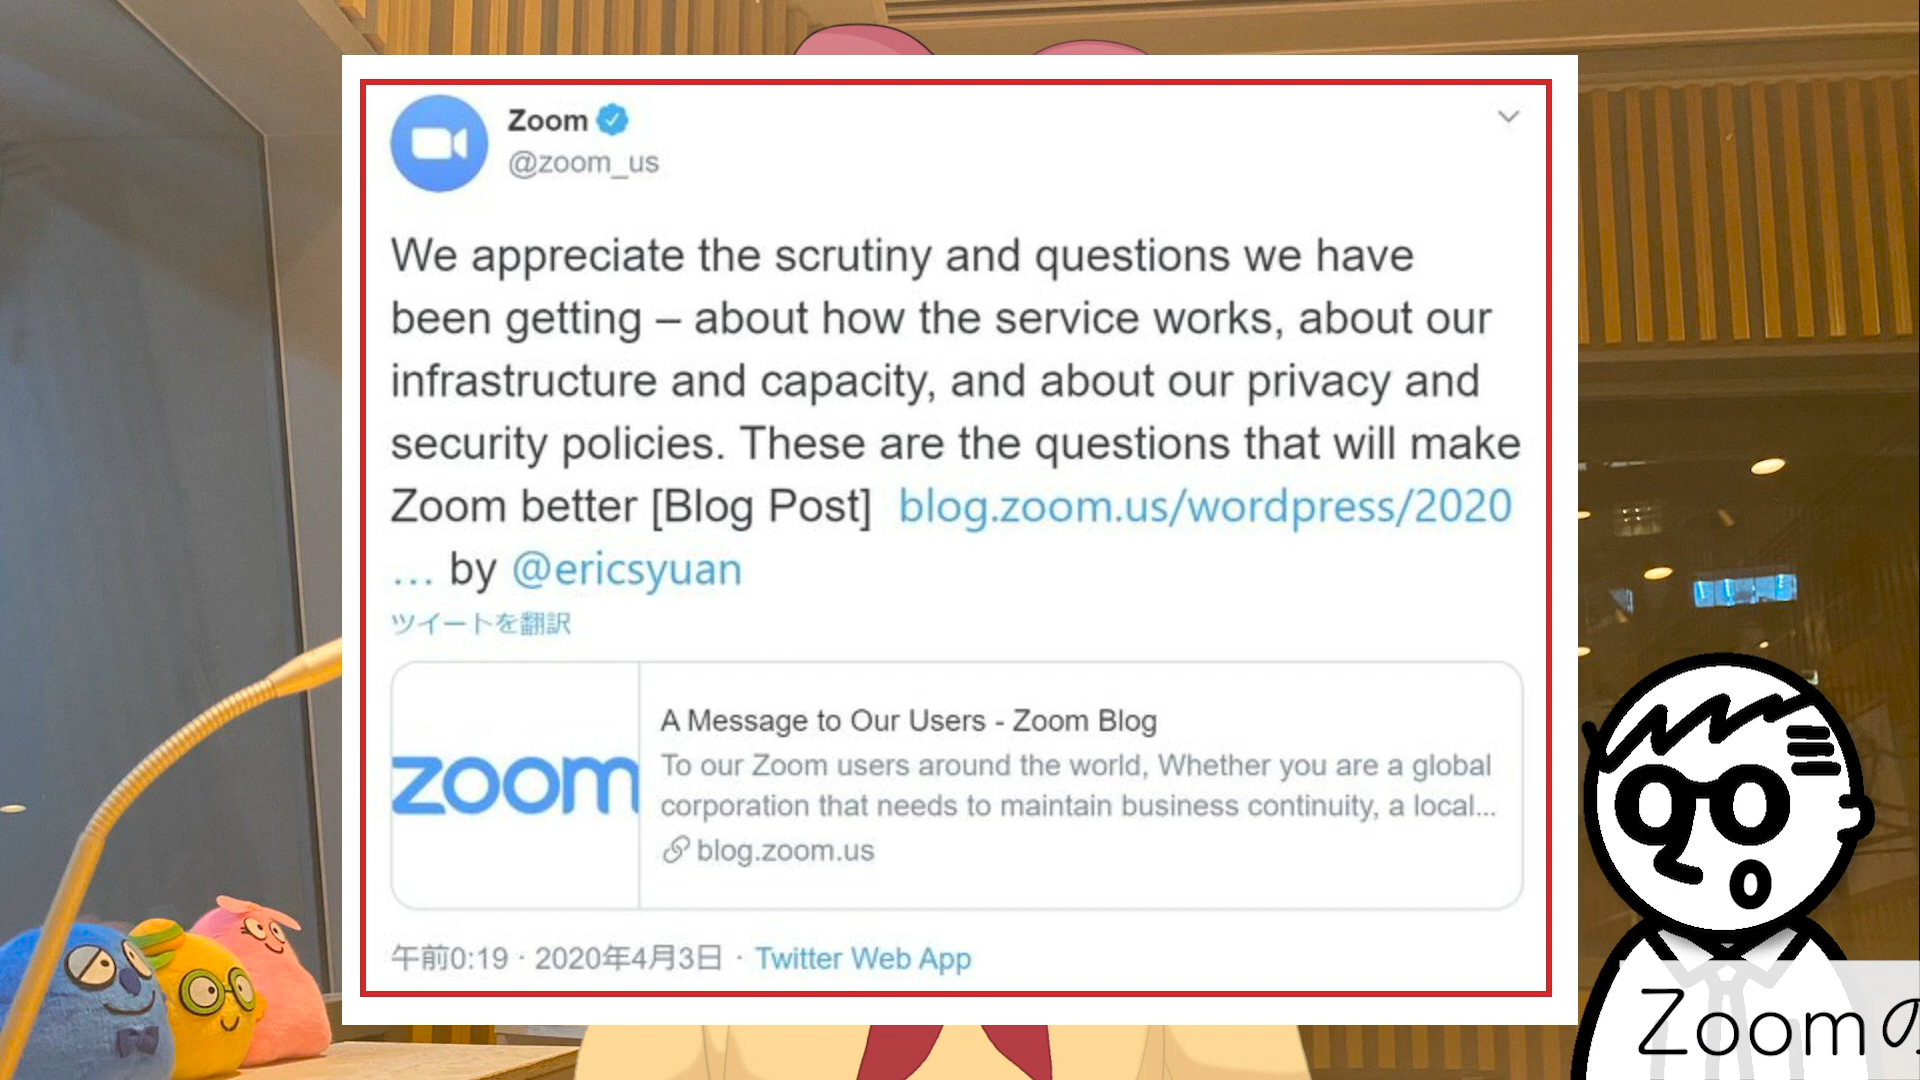 Zoom
@zoom_us
We appreciate the scrutiny and questions we have
been getting – about how the service works, about our
infrastructure and capacity, and about our privacy and
security policies. These are the questions that will make
Zoom better [Blog Post] blog.zoom.us/wordpress/2020
… by @ericsyuan
ツイートを翻訳
zoom
A Message to Our Users - Zoom Blog
To our Zoom users around the world, Whether you are a global
corporation that needs to maintain business continuity, a local...
blog.zoom.us
午前0:19 · 2020年4月3日 · Twitter Web App
Zoomの